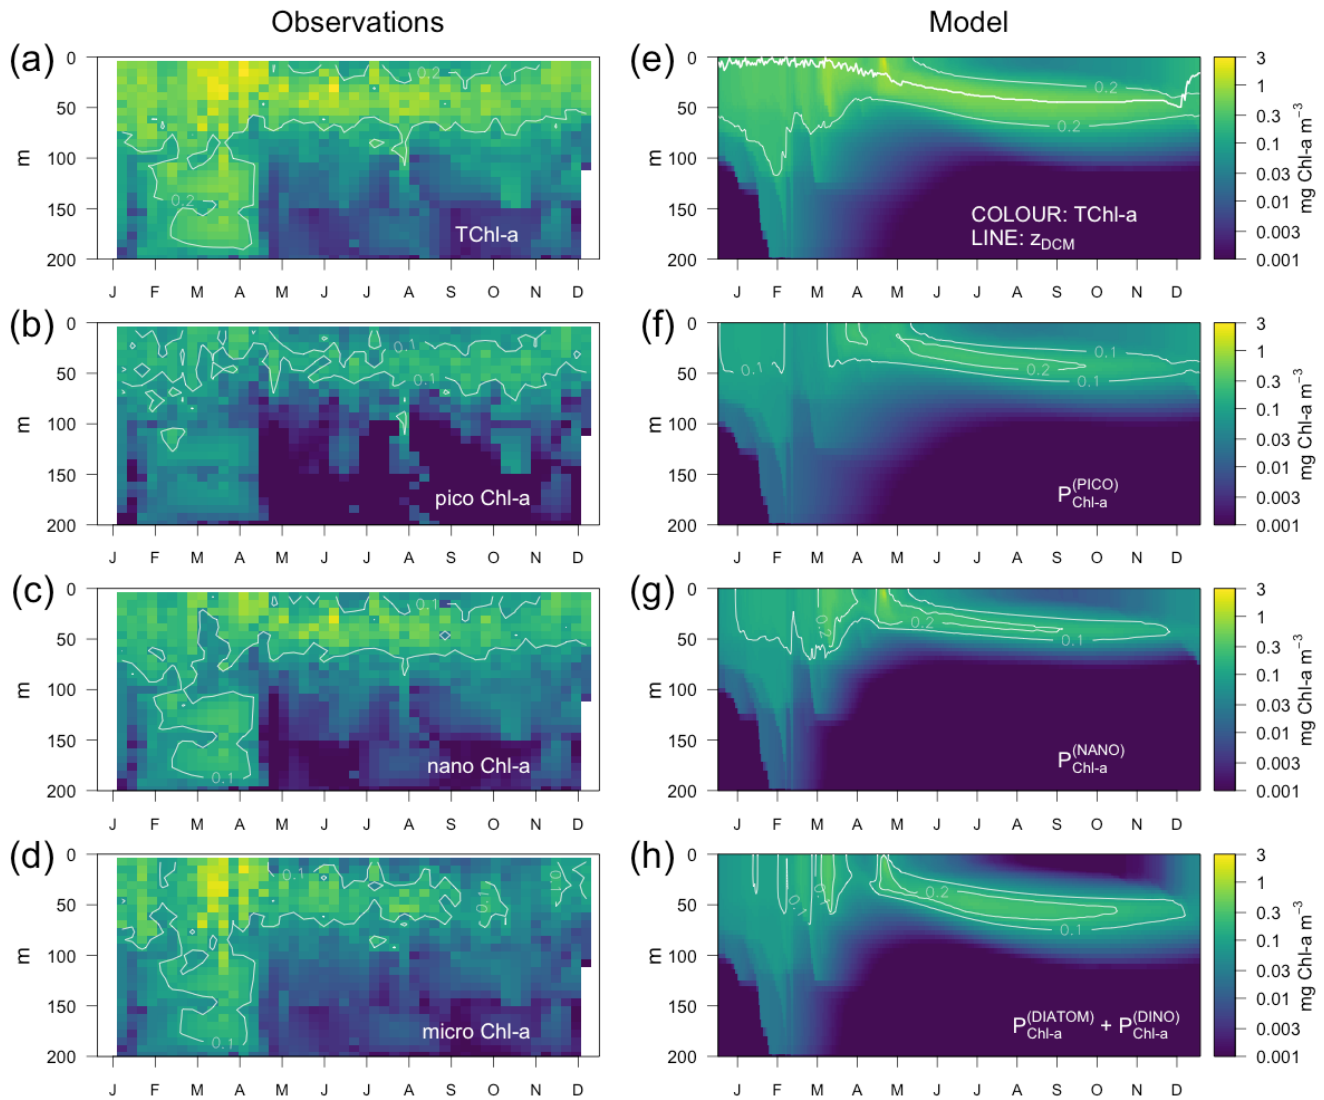 Observations
Model
(a)
0
50
100
150
200
m
0.2
0.2
TChl-a
J F M A M J J A S O N D
(e)
0
50
100
150
200
m
0.2
0.2
COLOUR: TChl-a
LINE: zDCM
J F M A M J J A S O N D
3
1
0.3
0.1
0.03
0.01
0.003
0.001
mg Chl-a m−3
(b)
0
50
100
150
200
m
0.1
0.1
pico Chl-a
J F M A M J J A S O N D
(f)
0
50
100
150
200
m
0.1
0.1
0.2
0.1
P(PICO)Chl-a
J F M A M J J A S O N D
3
1
0.3
0.1
0.03
0.01
0.003
0.001
mg Chl-a m−3
(c)
0
50
100
150
200
m
0.1
0.1
nano Chl-a
J F M A M J J A S O N D
(g)
0
50
100
150
200
m
0.2
0.2
0.1
P(NANO)Chl-a
J F M A M J J A S O N D
3
1
0.3
0.1
0.03
0.01
0.003
0.001
mg Chl-a m−3
(d)
0
50
100
150
200
m
0.1
0.1
0.1
0.1
micro Chl-a
J F M A M J J A S O N D
(h)
0
50
100
150
200
m
0.1
0.1
0.2
0.1
P(DIATOM)Chl-a + P(DINO)Chl-a
J F M A M J J A S O N D
3
1
0.3
0.1
0.03
0.01
0.003
0.001
mg Chl-a m−3